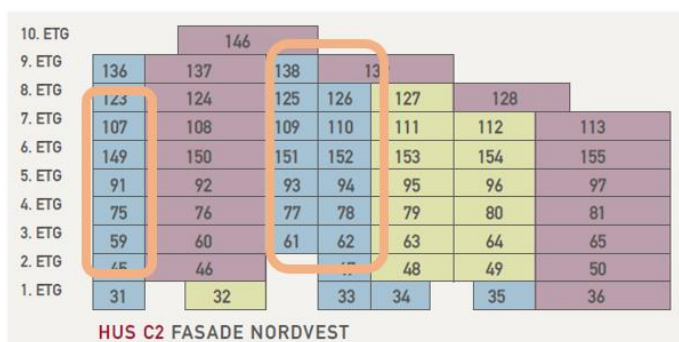 10. ETG 146
9. ETG 136 137 138
8. ETG 123 124 125 126 127 128
7. ETG 107 108 109 110 111 112 113
6. ETG 149 150 151 152 153 154 155
5. ETG 91 92 93 94 95 96 97
4. ETG 75 76 77 78 79 80 81
3. ETG 59 60 61 62 63 64 65
2. ETG 45 46 47 48 49 50
1. ETG 31 32 33 34 35 36
HUS C2 FASADE NORDVEST